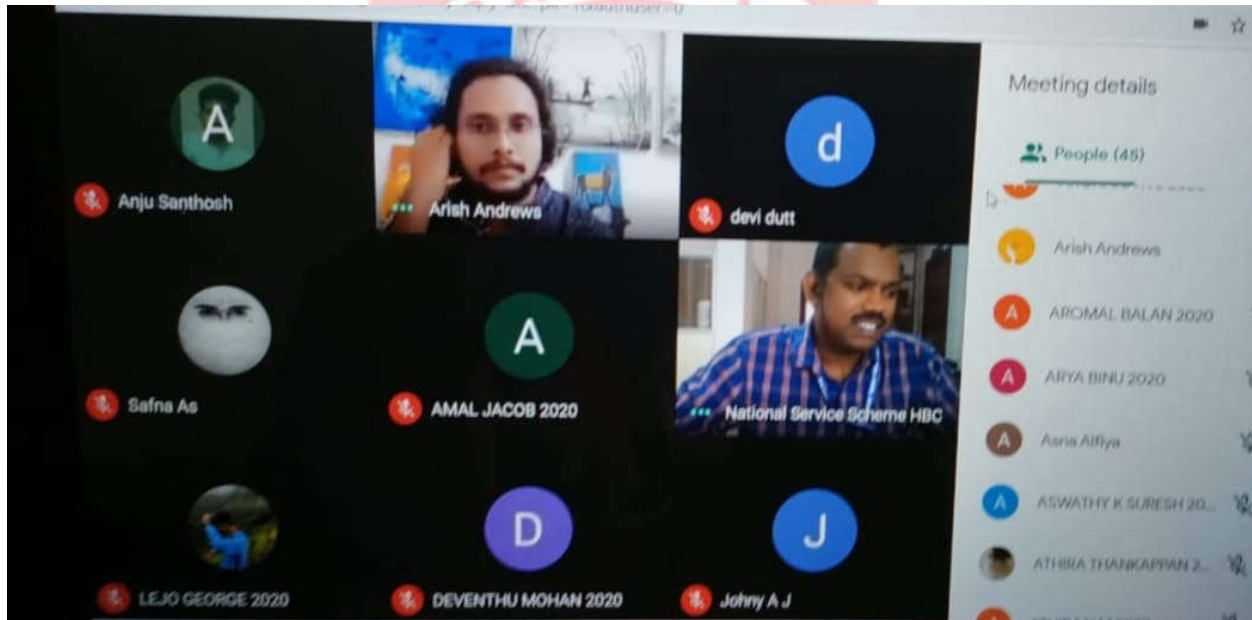 Meeting details
People (45)
A
Anju Santhosh
Arish Andrews
d
devi dutt
Safna As
A
AMAL JACOB 2020
National Service Scheme HBC
LEJO GEORGE 2020
D
DEVENTHU MOHAN 2020
J
Johny A J
Arish Andrews
A
AROMAL BALAN 2020
A
ARYA BINU 2020
A
Asna Alfiya
A
ASWATHY K SURESH 20...
ATHIRA THANKAPPAN 2...